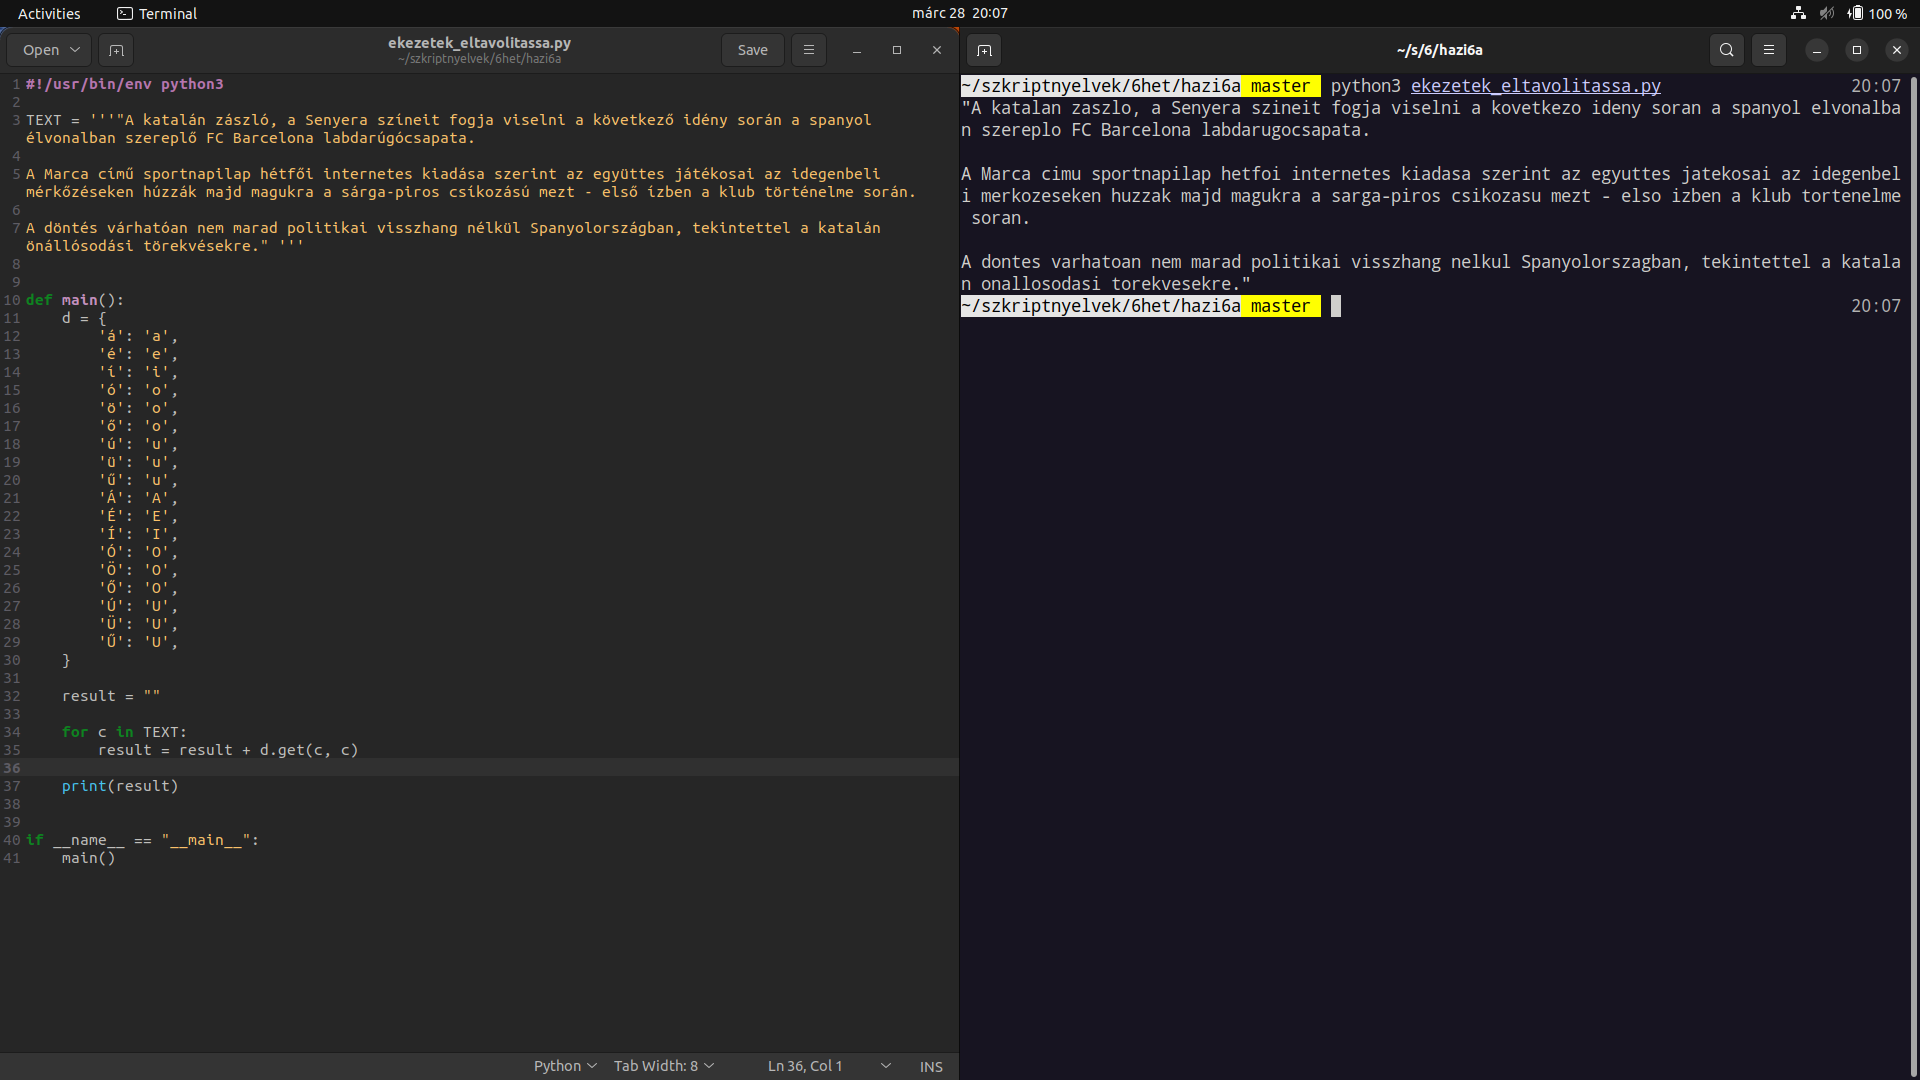 Activities
Terminal
márc 28  20:07
100 %
Open
ekezetek_eltavolitassa.py
~/szkriptnyelvek/6het/hazi6a
Save
1 #!/usr/bin/env python3
2
3 TEXT = '''"A katalán zászló, a Senyera színeit fogja viselni a következő idény során a spanyol
élvonalban szereplő FC Barcelona labdarúgócsapata.
4
5 A Marca című sportnapilap hétfői internetes kiadása szerint az együttes játékosai az idegenbeli
mérkőzéseken húzzák majd magukra a sárga-piros csíkozású mezt - első ízben a klub történelme során.
6
7 A döntés várhatóan nem marad politikai visszhang nélkül Spanyolországban, tekintettel a katalán
önállósodási törekvésekre." '''
8
9
10 def main():
11     d = {
12         'á': 'a',
13         'é': 'e',
14         'í': 'i',
15         'ó': 'o',
16         'ö': 'o',
17         'ő': 'o',
18         'ú': 'u',
19         'ü': 'u',
20         'ű': 'u',
21         'Á': 'A',
22         'É': 'E',
23         'Í': 'I',
24         'Ó': 'O',
25         'Ö': 'O',
26         'Ő': 'O',
27         'Ú': 'U',
28         'Ü': 'U',
29         'Ű': 'U',
30     }
31
32     result = ""
33
34     for c in TEXT:
35         result = result + d.get(c, c)
36
37     print(result)
38
39
40 if __name__ == "__main__":
41     main()
Python
Tab Width: 8
Ln 36, Col 1
INS
~/s/6/hazi6a
~/szkriptnyelvek/6het/hazi6a master  python3 ekezetek_eltavolitassa.py 20:07
"A katalan zaszlo, a Senyera szineit fogja viselni a kovetkezo ideny soran a spanyol elvonalba
n szereplo FC Barcelona labdarugocsapata.

A Marca cimu sportnapilap hetfoi internetes kiadasa szerint az egyuttes jatekosai az idegenbel
i merkozeseken huzzak majd magukra a sarga-piros csikozasu mezt - elso izben a klub tortenelme
 soran.

A dontes varhatoan nem marad politikai visszhang nelkul Spanyolorszagban, tekintettel a katala
n onallosodasi torekvesekre."
~/szkriptnyelvek/6het/hazi6a master 20:07